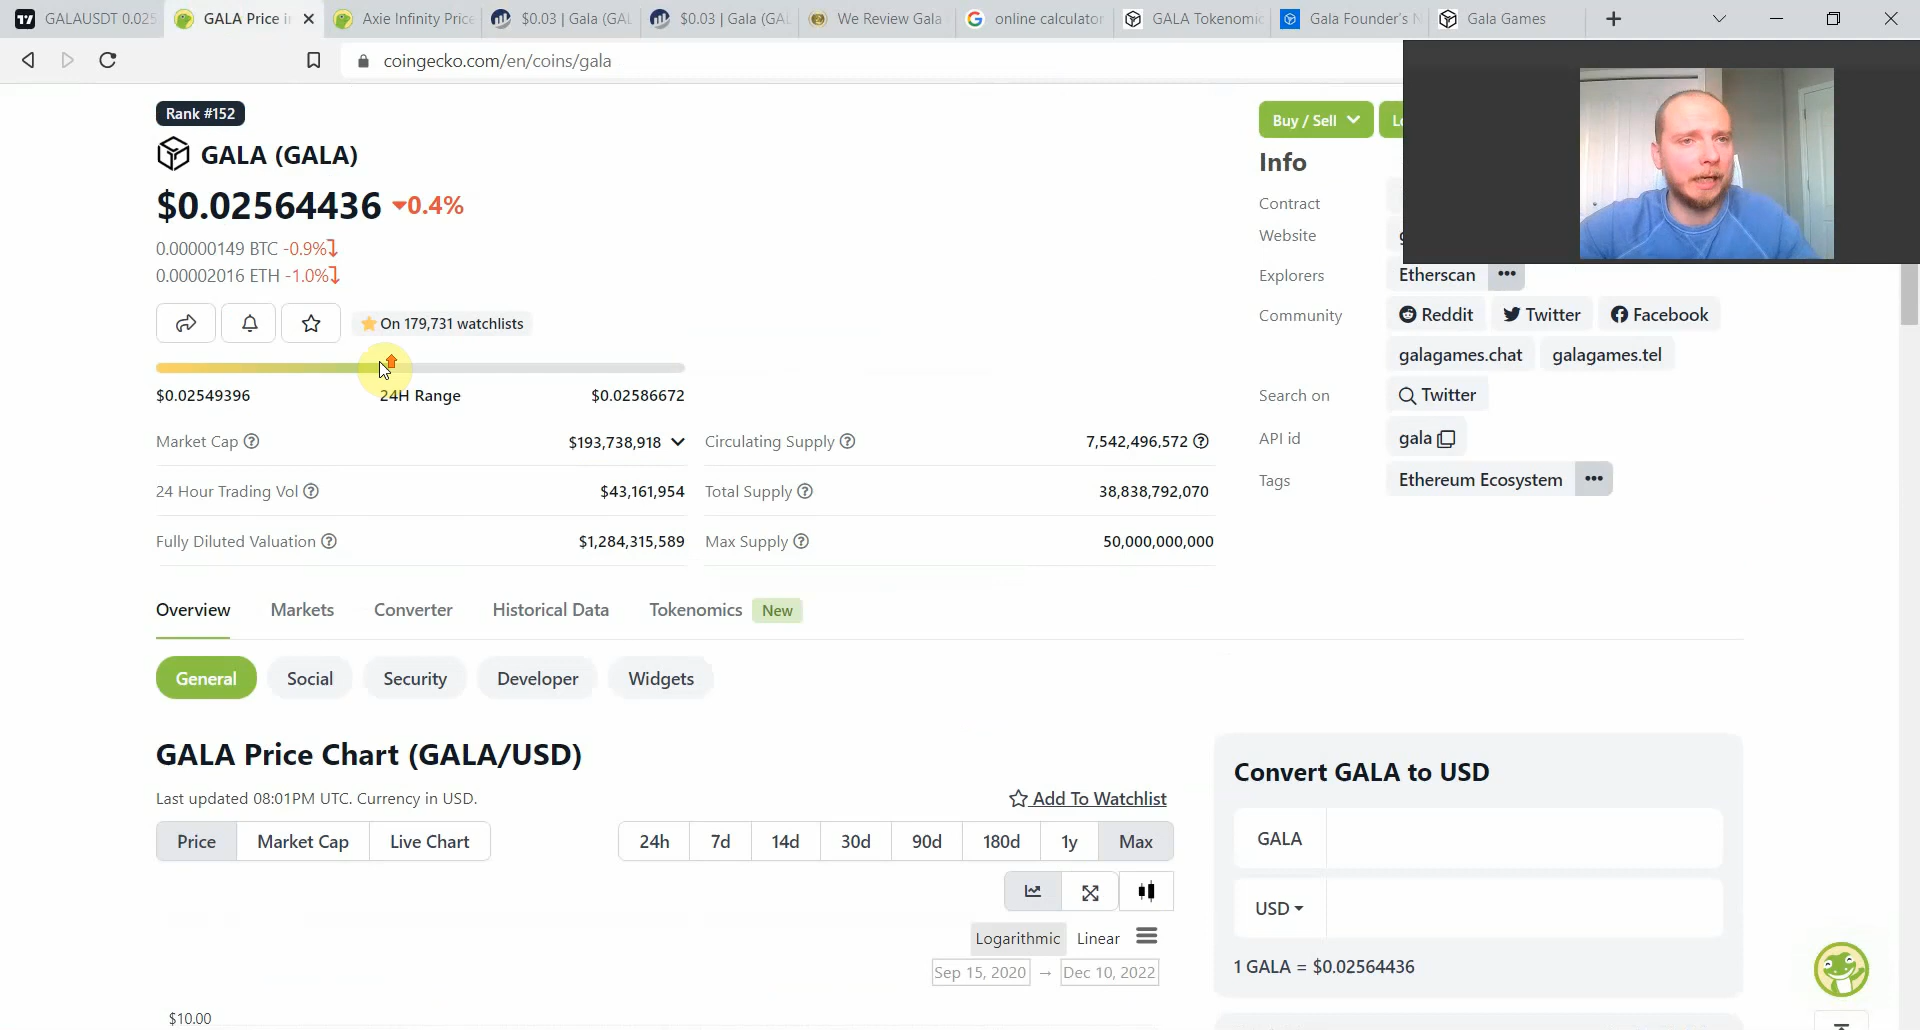 GALAUSDT 0.025
GALA Price i
Axie Infinity Price
$0.03 | Gala (GAL
$0.03 | Gala (GAL
We Review Gala
online calculator
GALA Tokenomic
Gala Founder's N
Gala Games
coingecko.com/en/coins/gala
Rank #152
GALA (GALA)
$0.02564436 0.4%
0.00000149 BTC -0.9%
0.00002016 ETH -1.0%
On 179,731 watchlists
$0.02549396 24H Range $0.02586672
Market Cap $193,738,918
Circulating Supply 7,542,496,572
24 Hour Trading Vol $43,161,954
Total Supply 38,838,792,070
Fully Diluted Valuation $1,284,315,589
Max Supply 50,000,000,000
Buy / Sell
Info
Contract
Website
Explorers Etherscan
Community Reddit Twitter Facebook
galagames.chat galagames.tel
Search on Twitter
API id gala
Tags Ethereum Ecosystem
Overview Markets Converter Historical Data Tokenomics New
General Social Security Developer Widgets
GALA Price Chart (GALA/USD)
Last updated 08:01PM UTC. Currency in USD.
Add To Watchlist
Price Market Cap Live Chart
24h 7d 14d 30d 90d 180d 1y Max
Logarithmic Linear
Sep 15, 2020 → Dec 10, 2022
$10.00
Convert GALA to USD
GALA
USD
1 GALA = $0.02564436